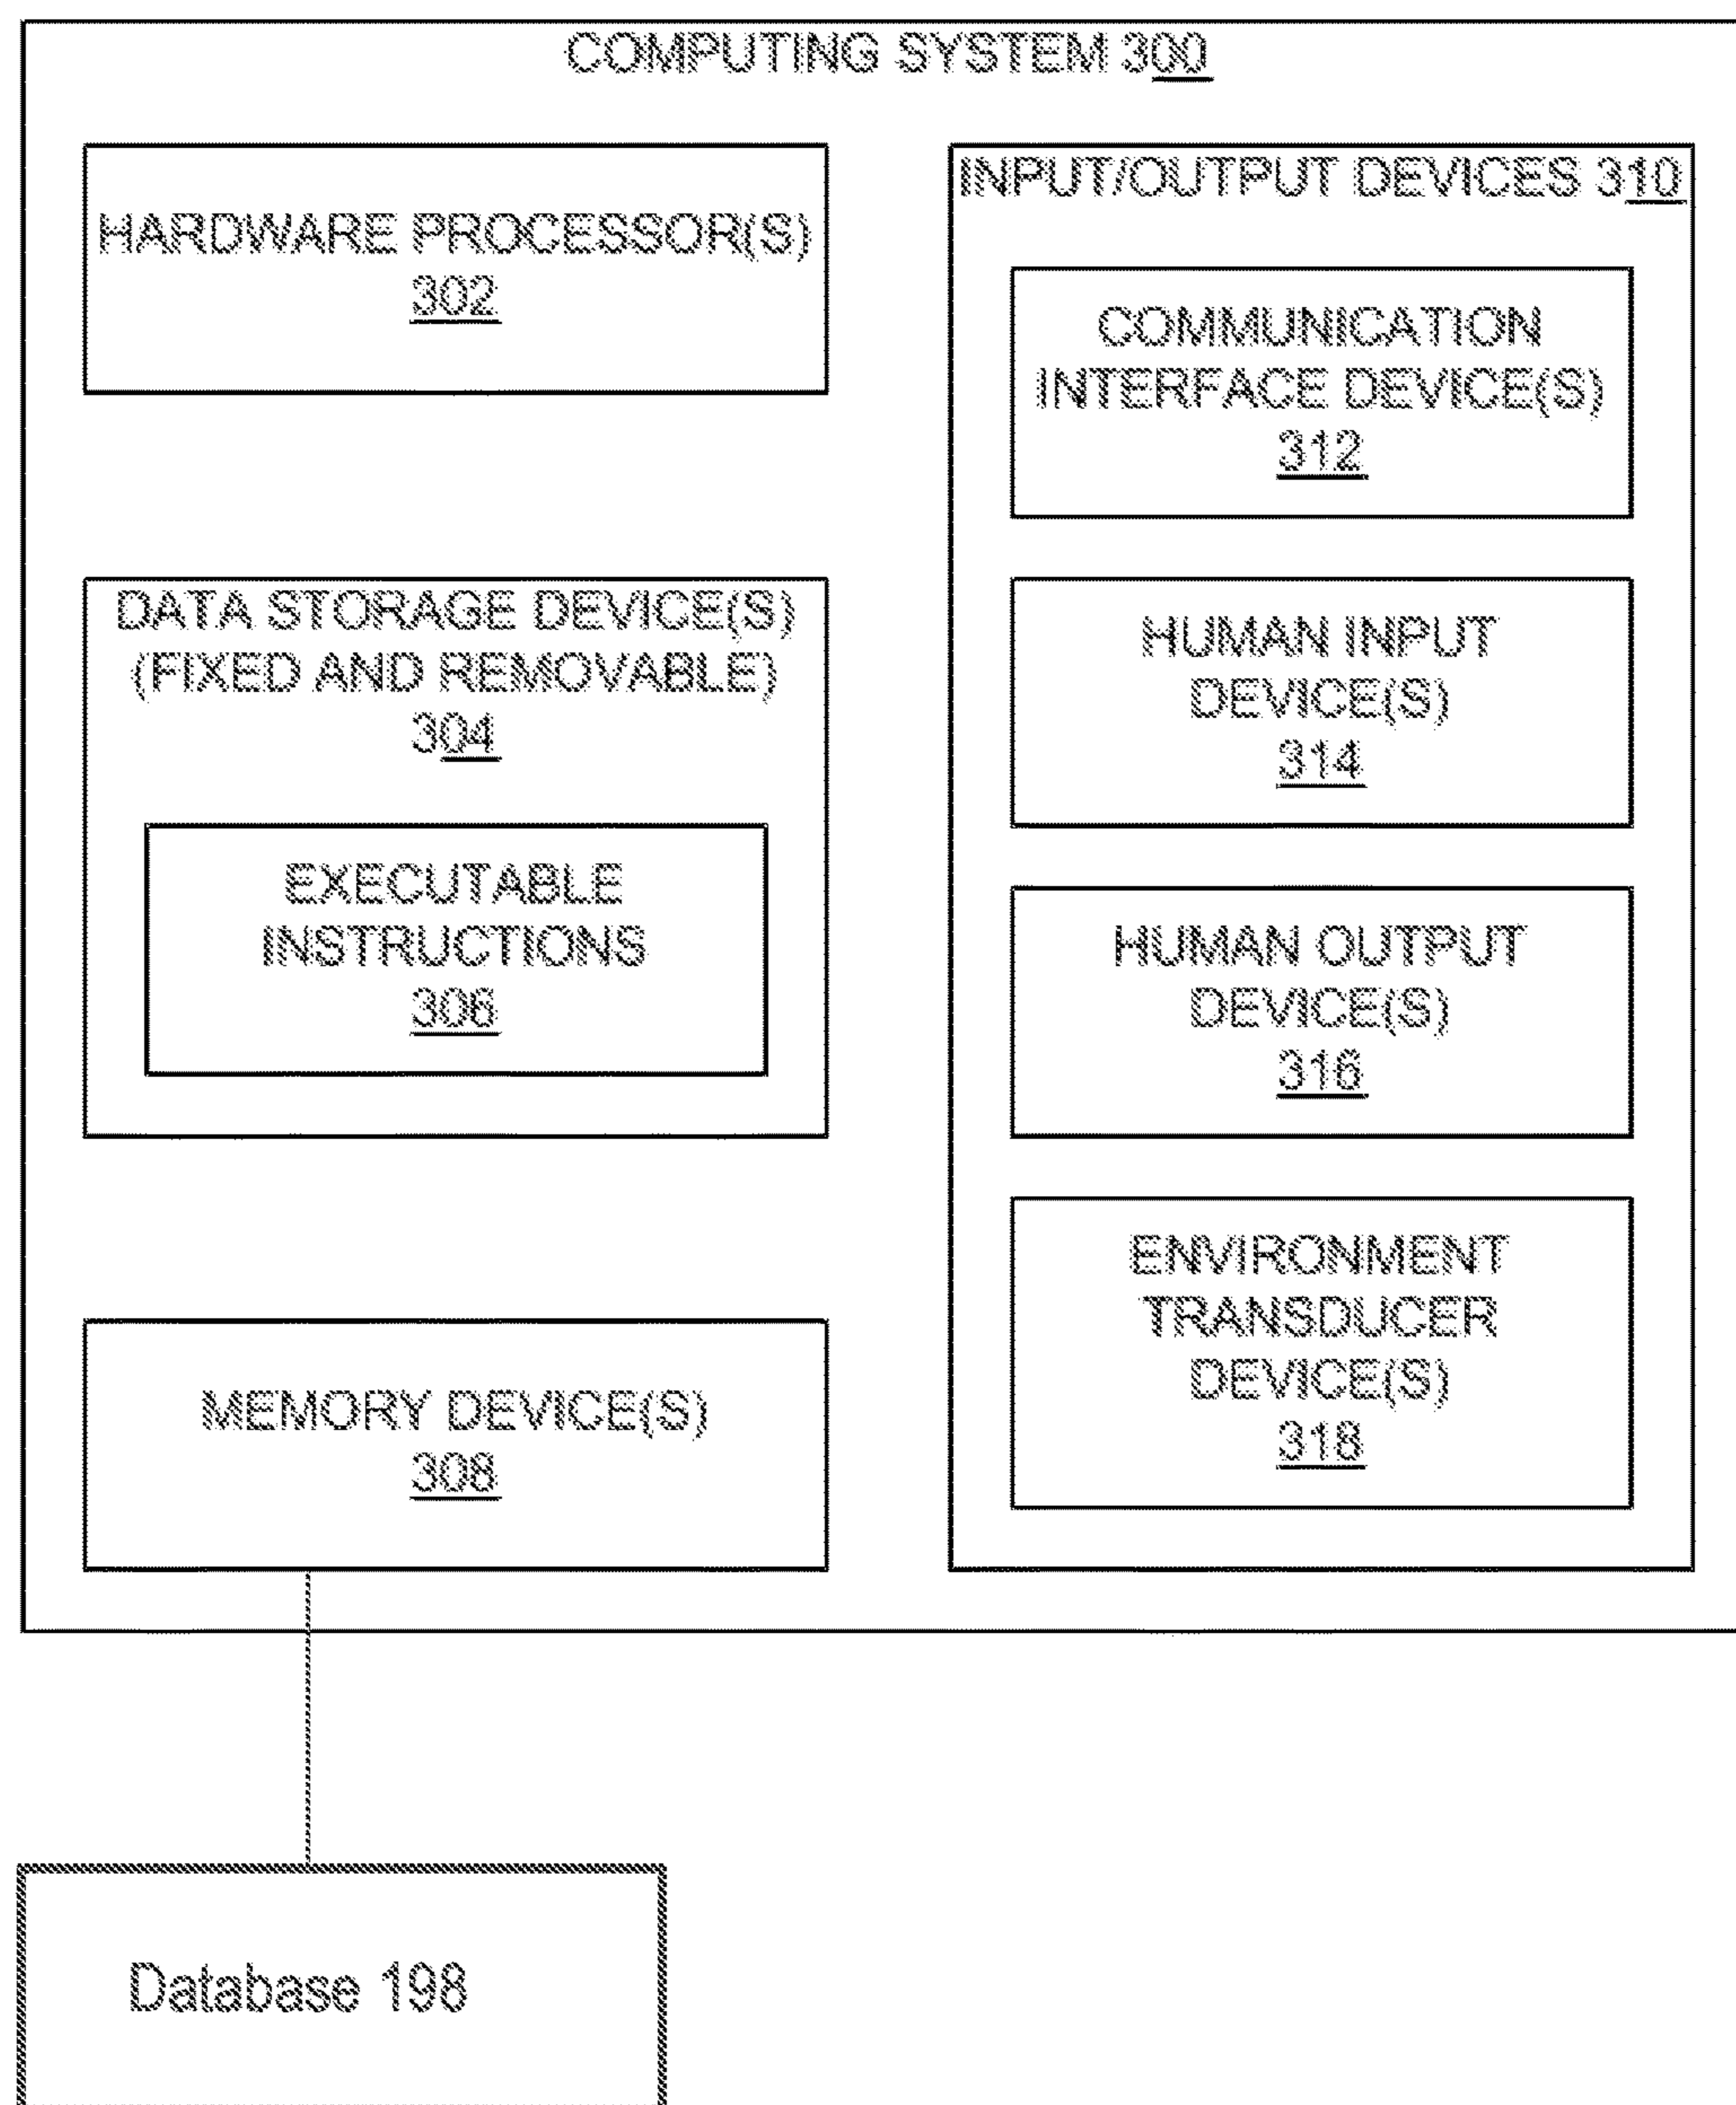 COMPUTING SYSTEM 300
HARDWARE PROCESSOR(S)
302
DATA STORAGE DEVICE(S)
(FIXED AND REMOVABLE)
304
EXECUTABLE
INSTRUCTIONS
306
MEMORY DEVICE(S)
308
INPUT/OUTPUT DEVICES 310
COMMUNICATION
INTERFACE DEVICE(S)
312
HUMAN INPUT
DEVICE(S)
314
HUMAN OUTPUT
DEVICE(S)
316
ENVIRONMENT
TRANSDUCER
DEVICE(S)
318
Database 198